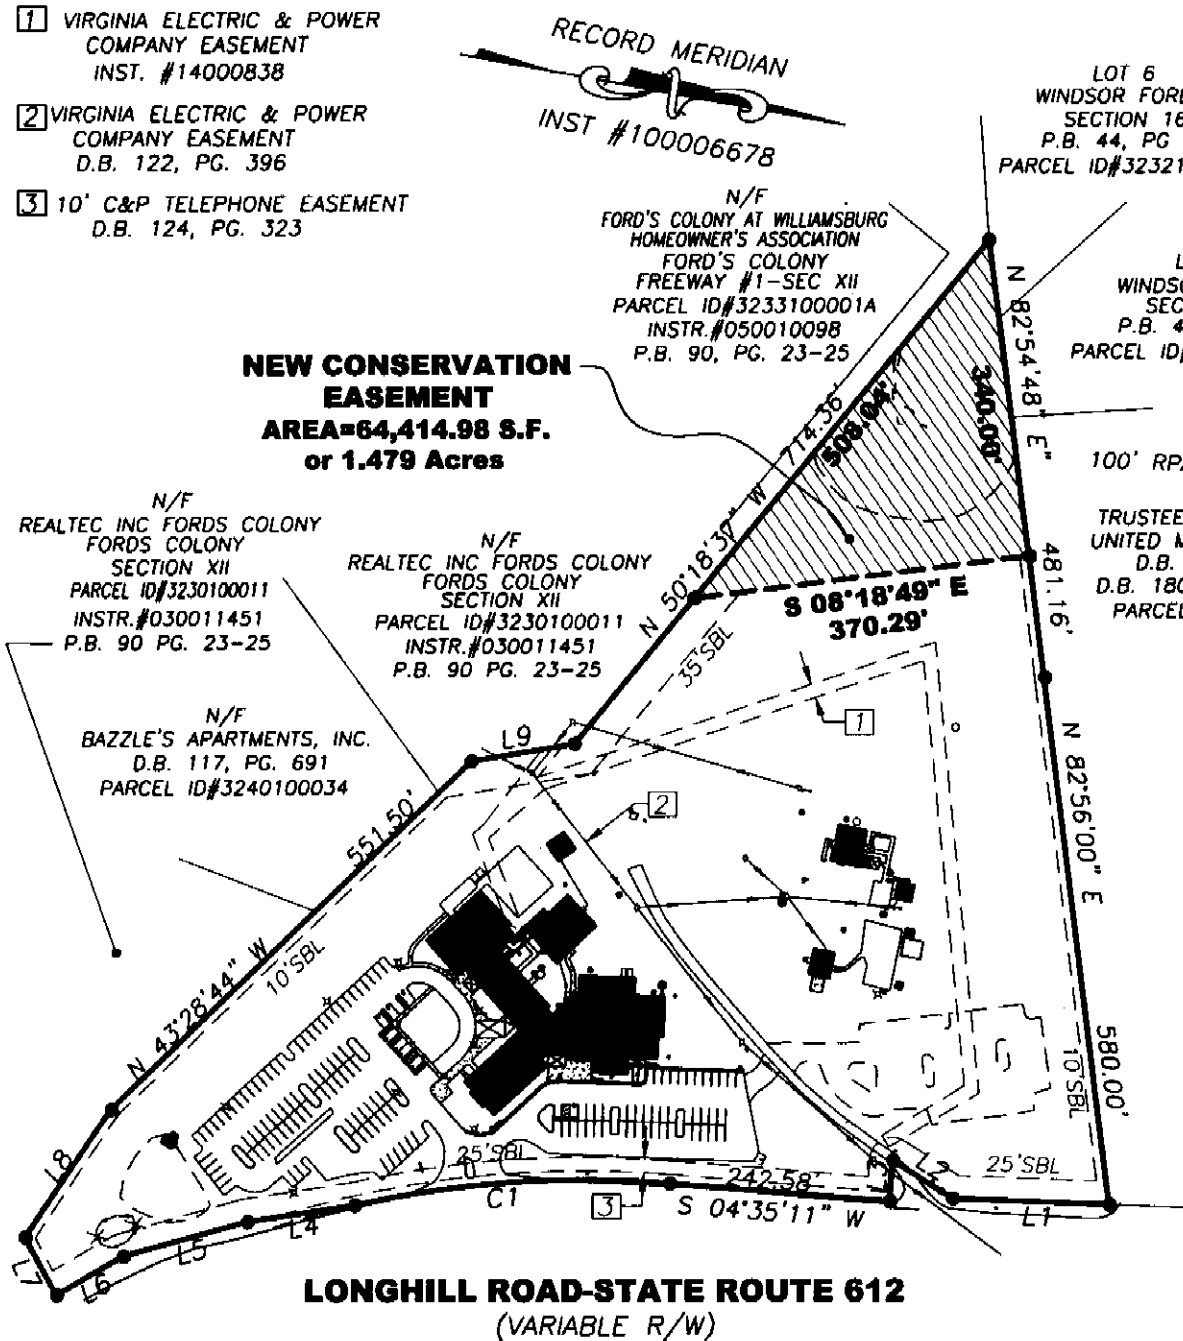 1 VIRGINIA ELECTRIC & POWER
COMPANY EASEMENT
INST. #14000838
2 VIRGINIA ELECTRIC & POWER
COMPANY EASEMENT
D.B. 122, PG. 396
3 10' C&P TELEPHONE EASEMENT
D.B. 124, PG. 323
RECORD MERIDIAN
INST #100006678
LOT 6
WINDSOR FORE
SECTION 16
P.B. 44, PG
PARCEL ID#32321
N/F
FORD'S COLONY AT WILLIAMSBURG
HOMEOWNER'S ASSOCIATION
FORD'S COLONY
FREEWAY #1-SEC XII
PARCEL ID#3233100001A
INSTR.#050010098
P.B. 90, PG. 23-25
L
WINDSO
SEC
P.B. 4
PARCEL ID#
NEW CONSERVATION
EASEMENT
AREA=64,414.98 S.F.
or 1.479 Acres
N 82°54'48" E
340.00'
714.36'
508.04'
N 50°18'37" W
100' RPA
TRUSTEE
UNITED M
D.B.
D.B. 180
PARCEL
481.16'
S 08°18'49" E
370.29'
35'SBL
N/F
REALTEC INC FORDS COLONY
FORDS COLONY
SECTION XII
PARCEL ID#3230100011
INSTR.#030011451
P.B. 90 PG. 23-25
N/F
REALTEC INC FORDS COLONY
FORDS COLONY
SECTION XII
PARCEL ID#3230100011
INSTR.#030011451
P.B. 90 PG. 23-25
N/F
BAZZLE'S APARTMENTS, INC.
D.B. 117, PG. 691
PARCEL ID#3240100034
L9
1
2
551.50'
N 43°28'44" W
10'SBL
N 82°56'00" E
580.00'
10'SBL
L8
25'SBL
25'SBL
242.58'
3
C1
S 04°35'11" W
L1
L4
L5
L6
LONGHILL ROAD-STATE ROUTE 612
(VARIABLE R/W)